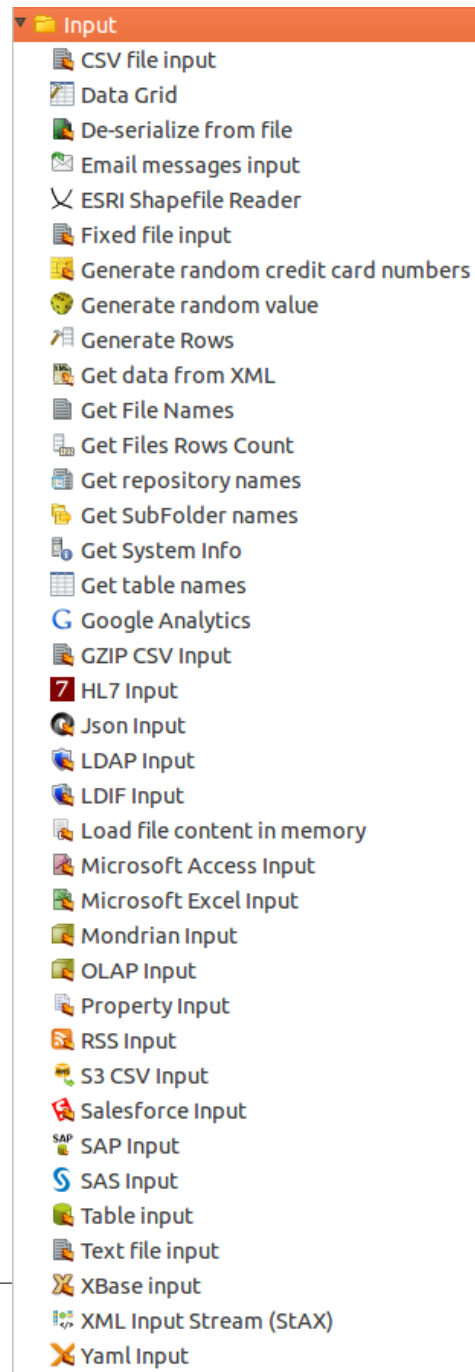 Input
CSV file input
Data Grid
De-serialize from file
Email messages input
ESRI Shapefile Reader
Fixed file input
Generate random credit card numbers
Generate random value
Generate Rows
Get data from XML
Get File Names
Get Files Rows Count
Get repository names
Get SubFolder names
Get System Info
Get table names
G Google Analytics
GZIP CSV Input
7 HL7 Input
Json Input
LDAP Input
LDIF Input
Load file content in memory
Microsoft Access Input
Microsoft Excel Input
Mondrian Input
OLAP Input
Property Input
RSS Input
S3 CSV Input
Salesforce Input
SAP SAP Input
SAS Input
Table input
Text file input
XBase input
XML Input Stream (StAX)
Yaml Input